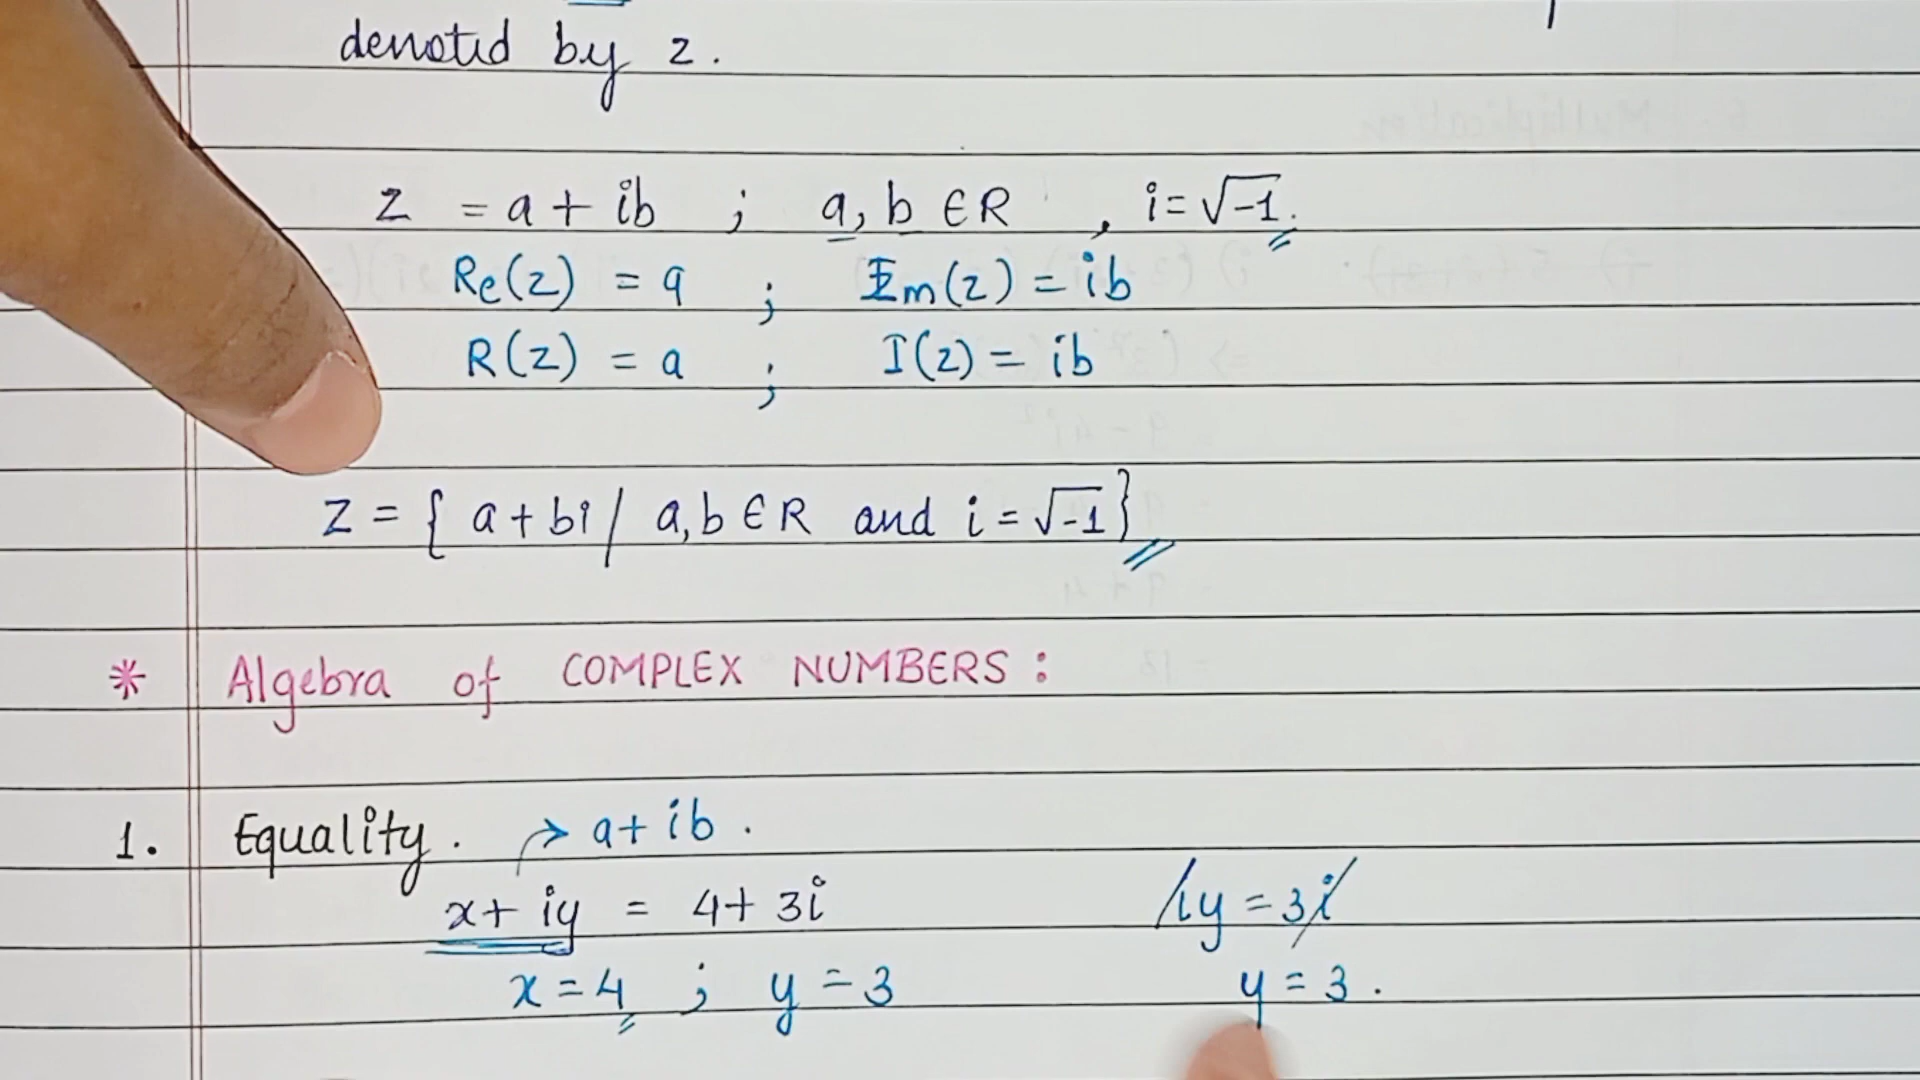 denoted by z.
z = a + ib ; a, b ∈ R , i = √-1.
Re(z) = a ; Im(z) = ib
R(z) = a ; I(z) = ib
z = { a + bi / a, b ∈ R and i = √-1}
* Algebra of COMPLEX NUMBERS :
1. Equality. → a + ib .
x + iy = 4 + 3i iy = 3i
x = 4 ; y = 3 y = 3 .